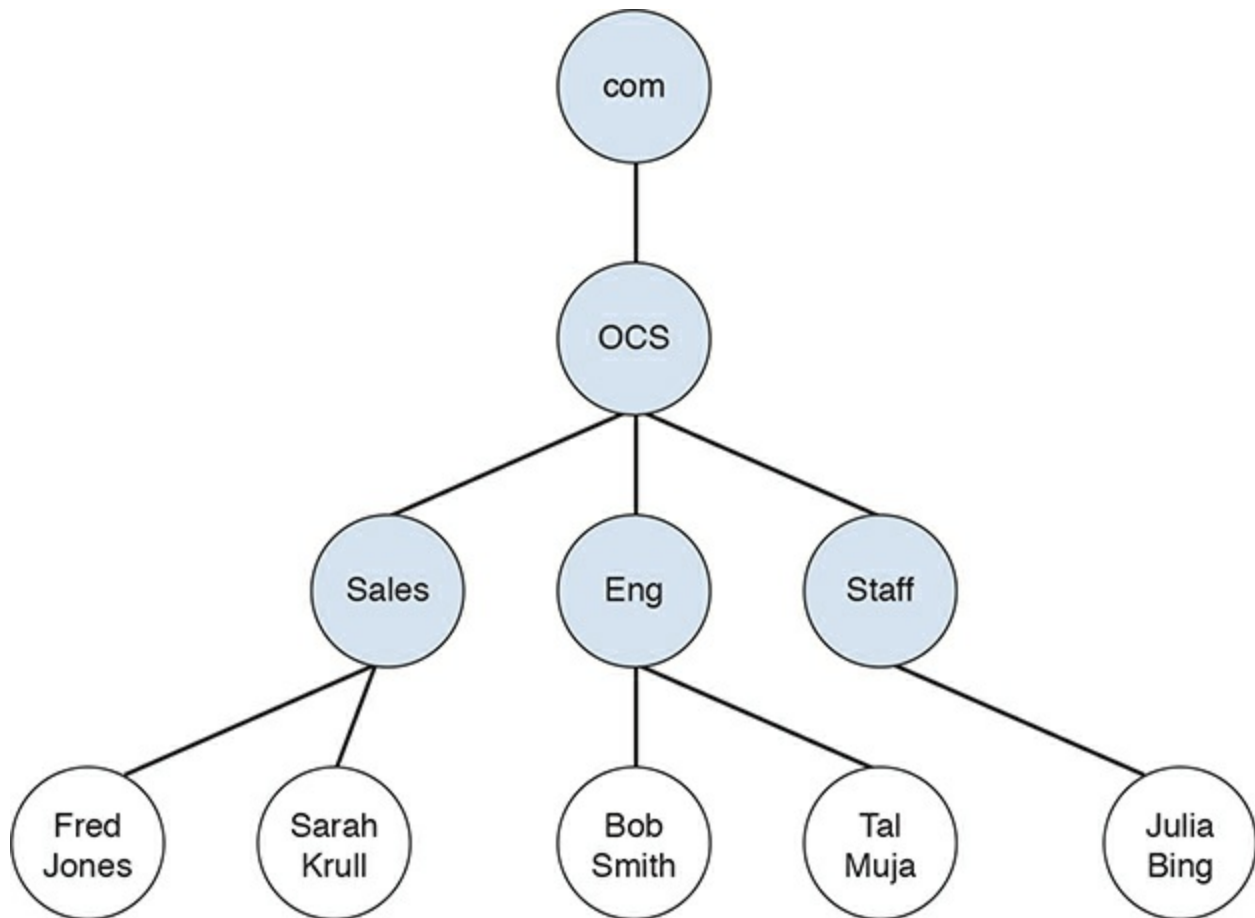 com
OCS
Sales
Eng
Staff
Fred
Jones
Sarah
Krull
Bob
Smith
Tal
Muja
Julia
Bing